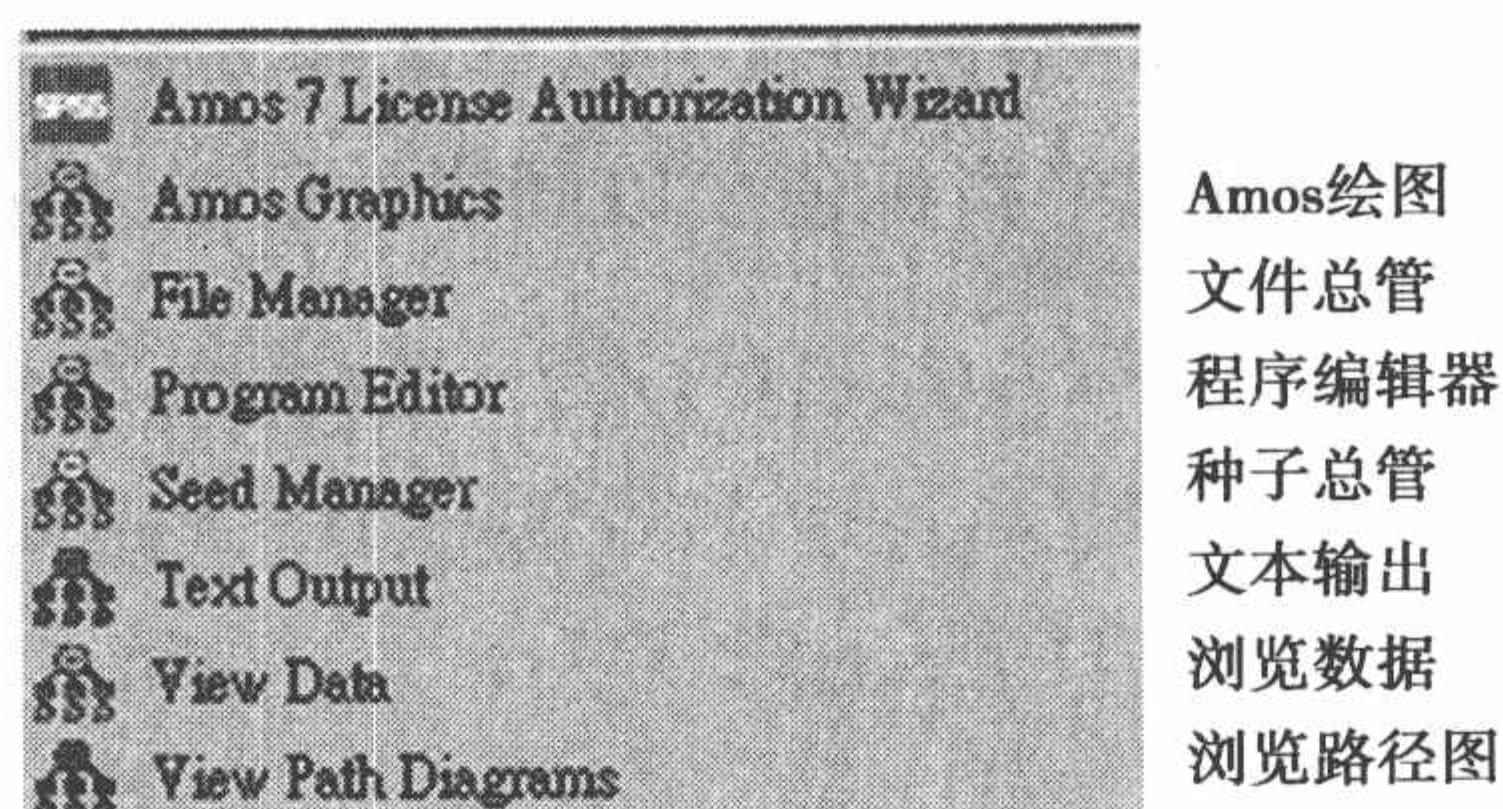 SPSS Amos 7 License Authorization Wizard
Amos Graphics Amos绘图
File Manager 文件总管
Program Editor 程序编辑器
Seed Manager 种子总管
Text Output 文本输出
View Data 浏览数据
View Path Diagrams 浏览路径图